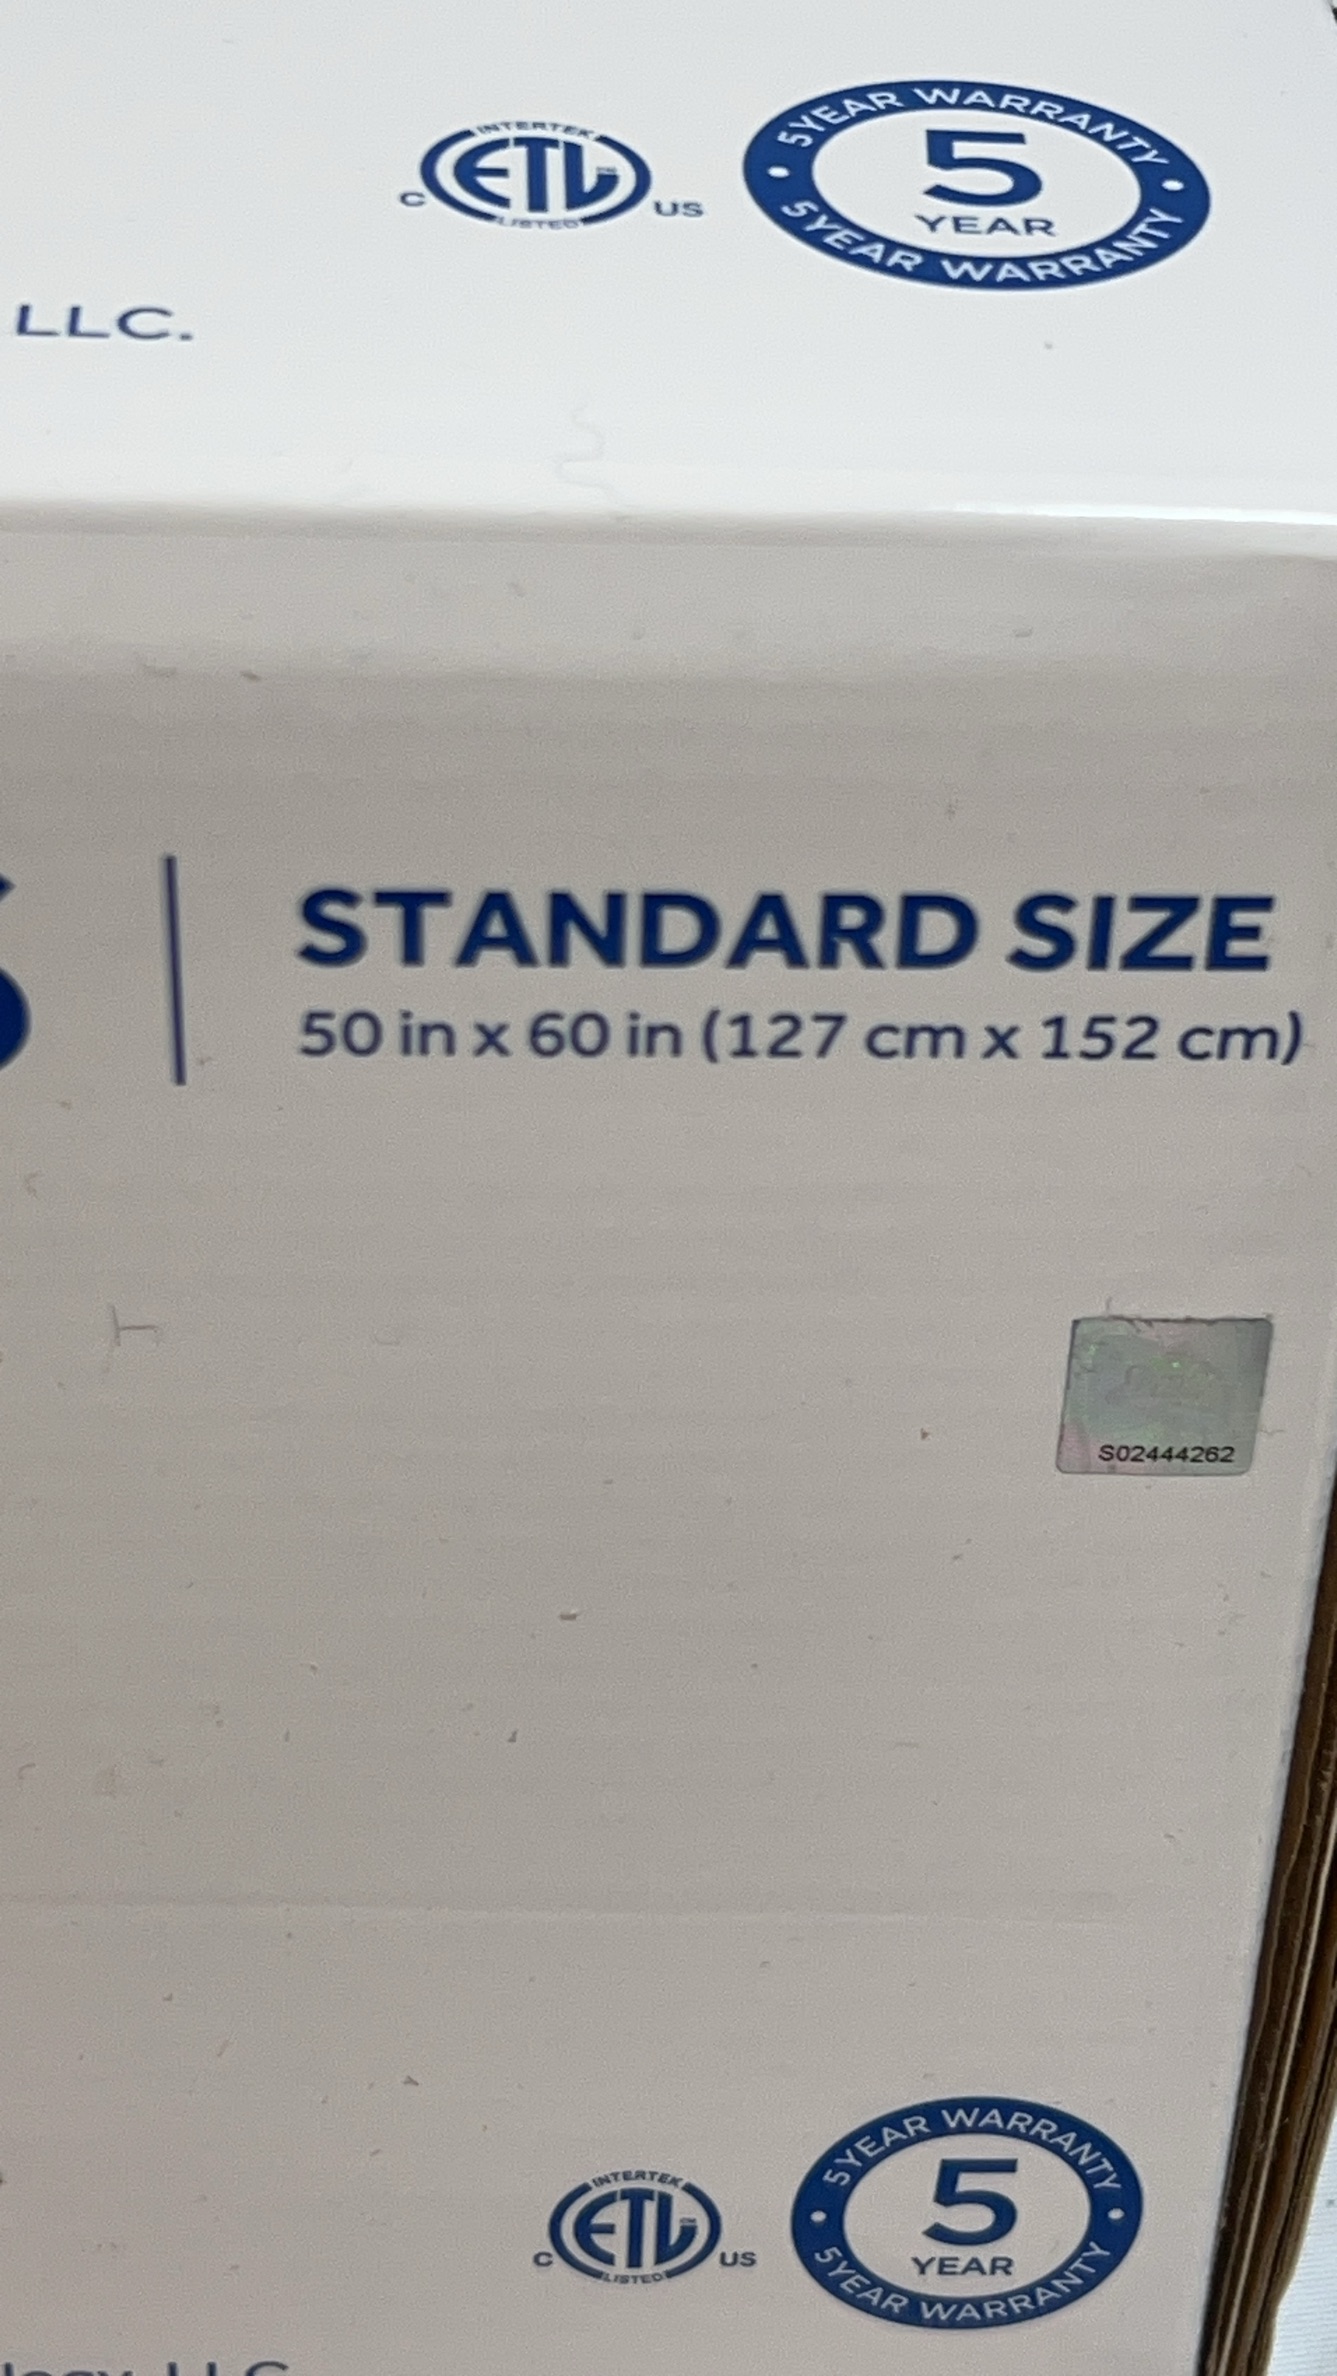 INTERTEK
ETL
C US
LISTED
5 YEAR WARRANTY
5
YEAR
5 YEAR WARRANTY
LLC.
STANDARD SIZE
50 in x 60 in (127 cm x 152 cm)
S02444262
INTERTEK
ETL
C US
LISTED
5 YEAR WARRANTY
5
YEAR
5 YEAR WARRANTY